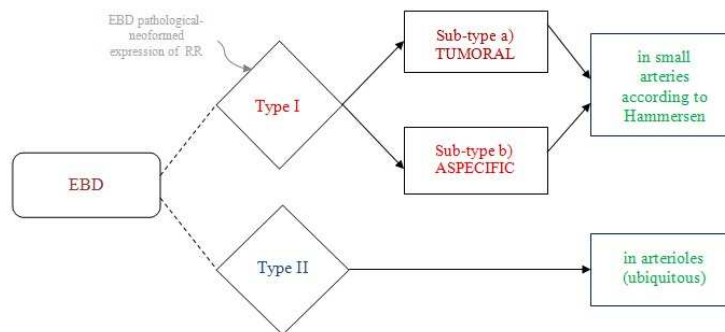 EBD pathological-
neoformed
expression of RR
Type I
Sub-type a)
TUMORAL
Sub-type b)
ASPECIFIC
in small
arteries
according to
Hammersen
EBD
Type II
in arterioles
(ubiquitous)